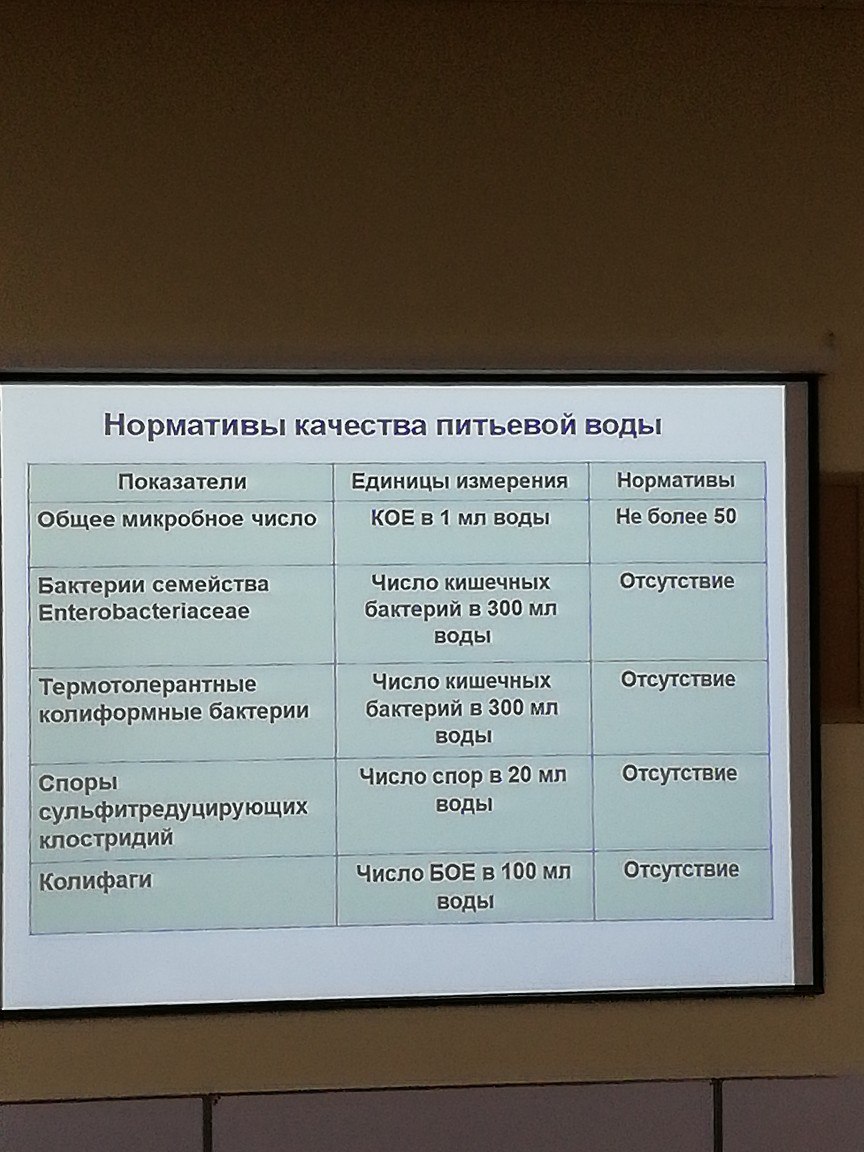 Нормативы качества питьевой воды
Показатели Единицы измерения Нормативы
Общее микробное число КОЕ в 1 мл воды Не более 50
Бактерии семейства
Enterobacteriaceae
Число кишечных
бактерий в 300 мл
воды
Отсутствие
Термотолерантные
колиформные бактерии
Число кишечных
бактерий в 300 мл
воды
Отсутствие
Споры
сульфитредуцирующих
клостридий
Число спор в 20 мл
воды
Отсутствие
Колифаги
Число БОЕ в 100 мл
воды
Отсутствие